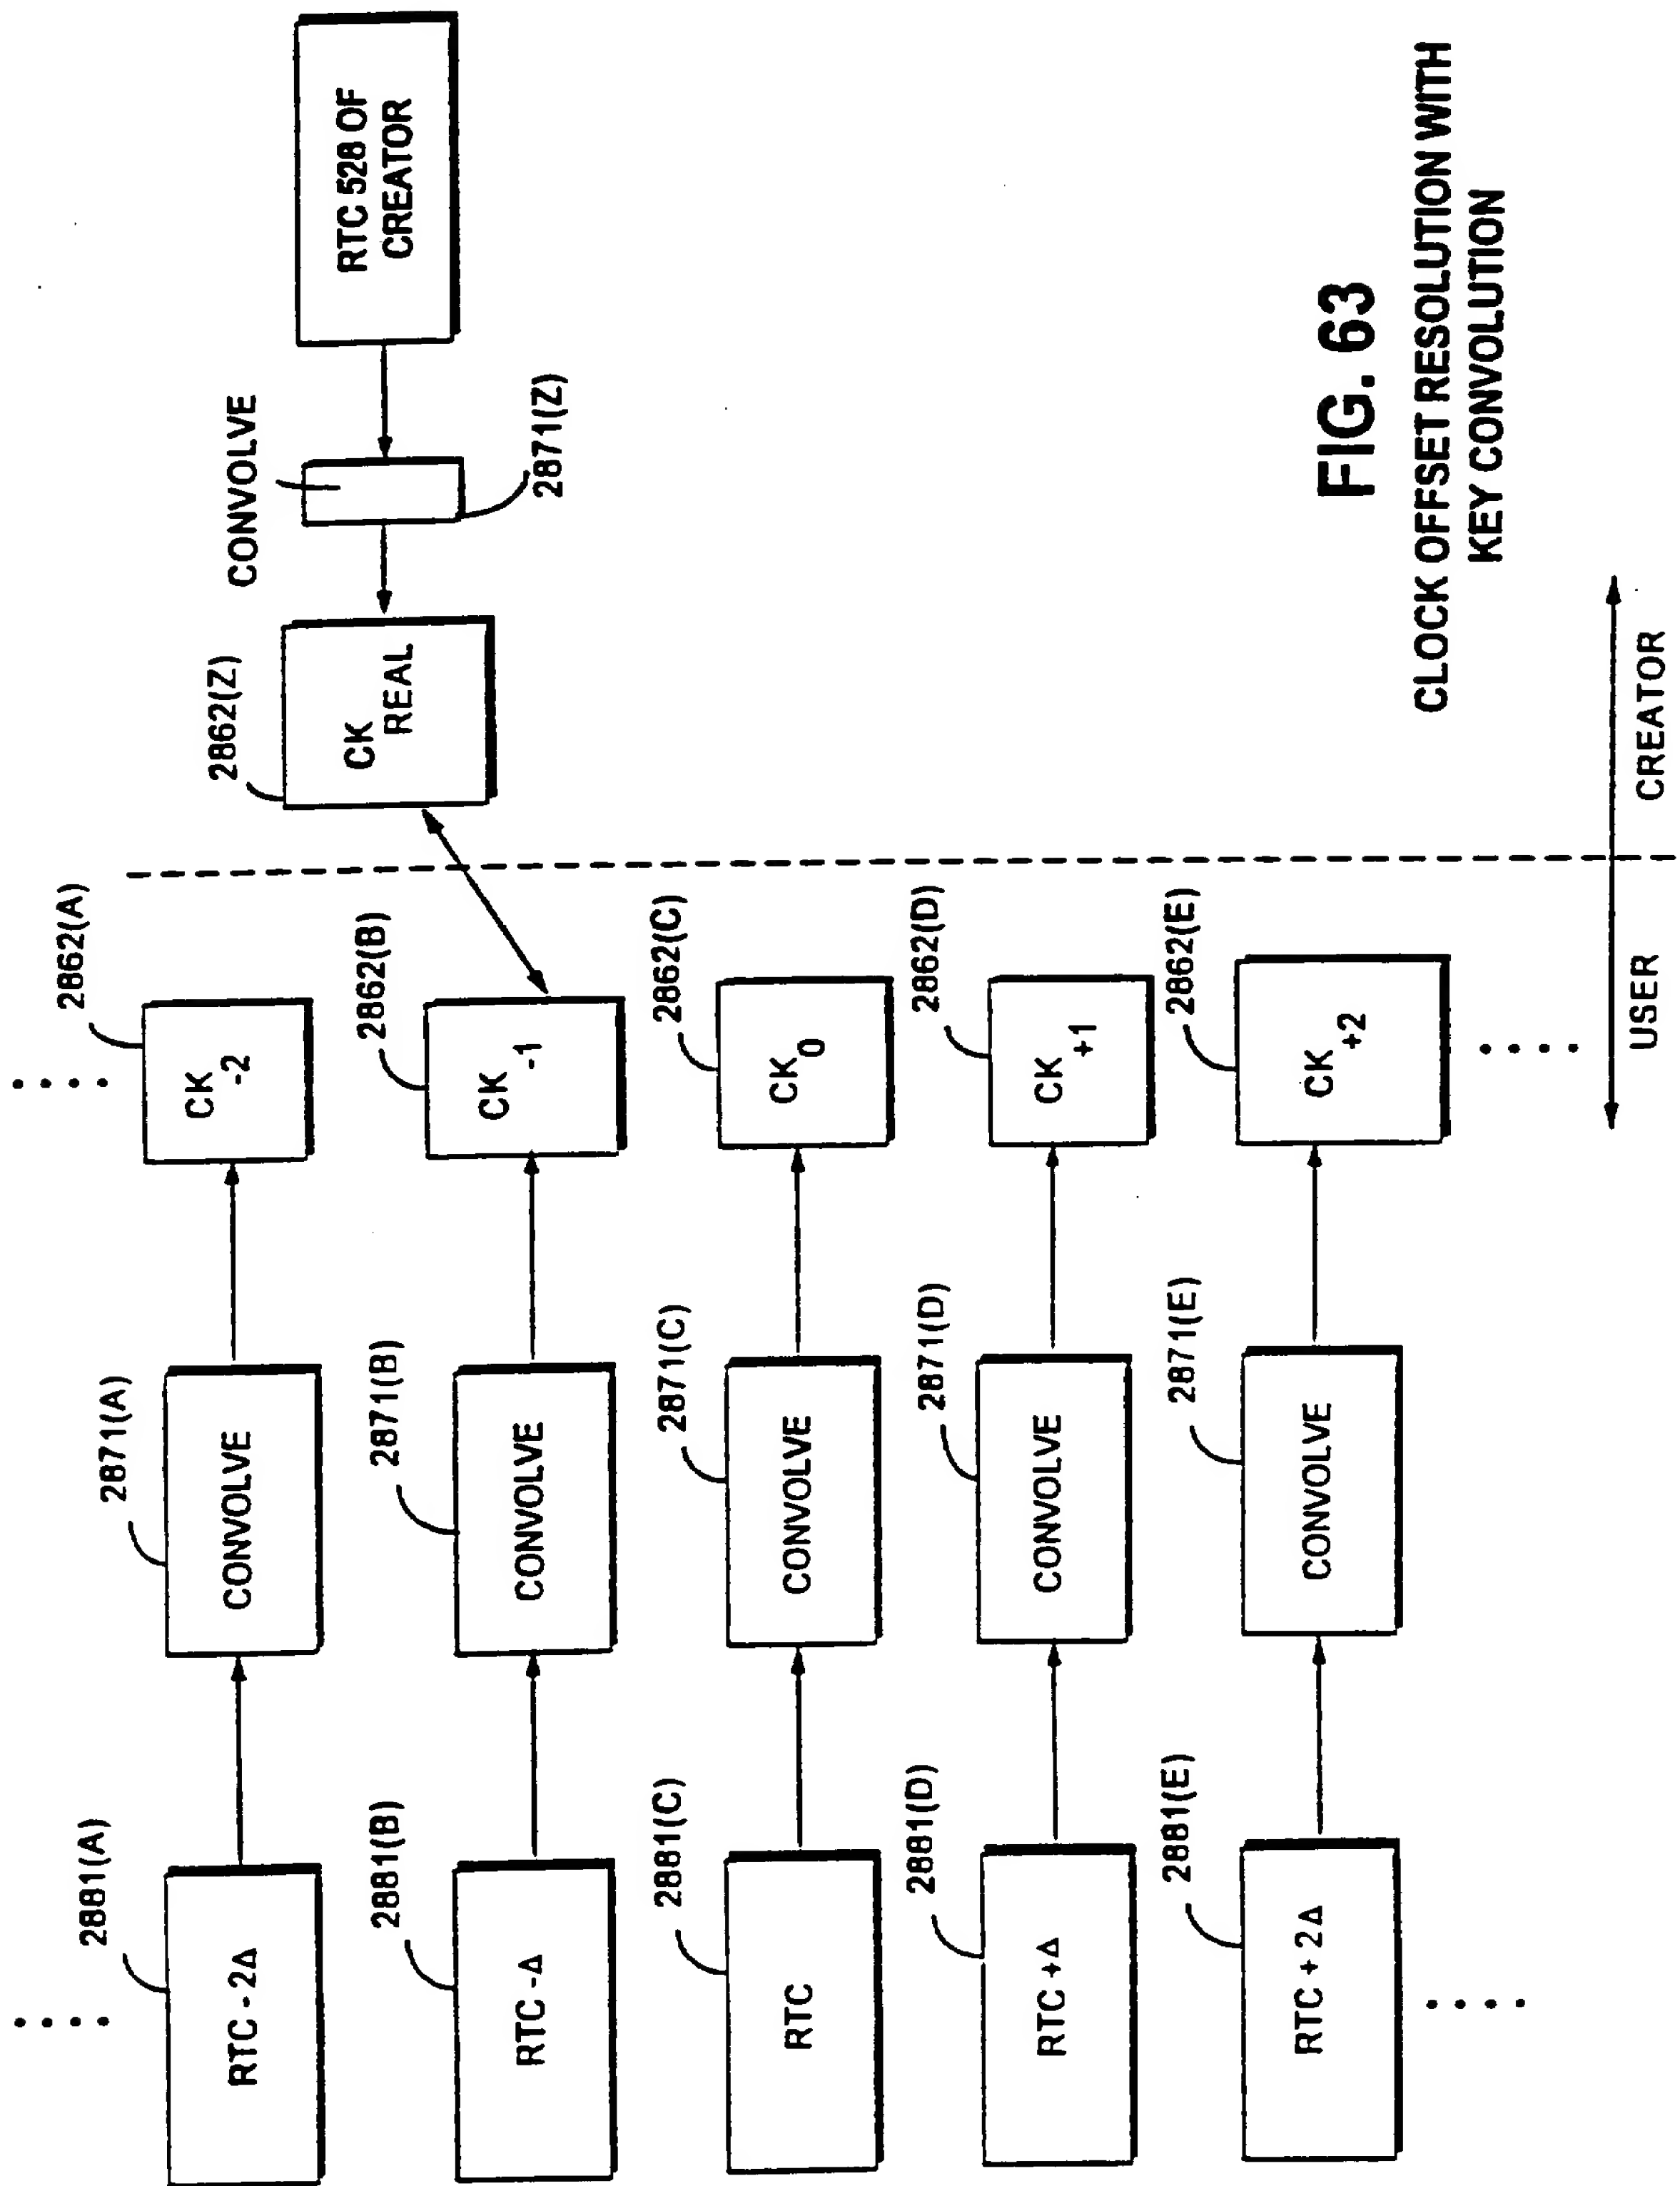 2881(A)
RTC - 2Δ
2871(A)
CONVOLVE
2862(A)
CK -2
2881(B)
RTC - Δ
2871(B)
CONVOLVE
2862(B)
CK -1
2881(C)
RTC
2871(C)
CONVOLVE
2862(C)
CK 0
2881(D)
RTC + Δ
2871(D)
CONVOLVE
2862(D)
CK +1
2881(E)
RTC + 2Δ
2871(E)
CONVOLVE
2862(E)
CK +2
2862(Z)
CK REAL
CONVOLVE
2871(Z)
RTC 528 OF
CREATOR
USER
CREATOR
FIG. 63
CLOCK OFFSET RESOLUTION WITH
KEY CONVOLUTION